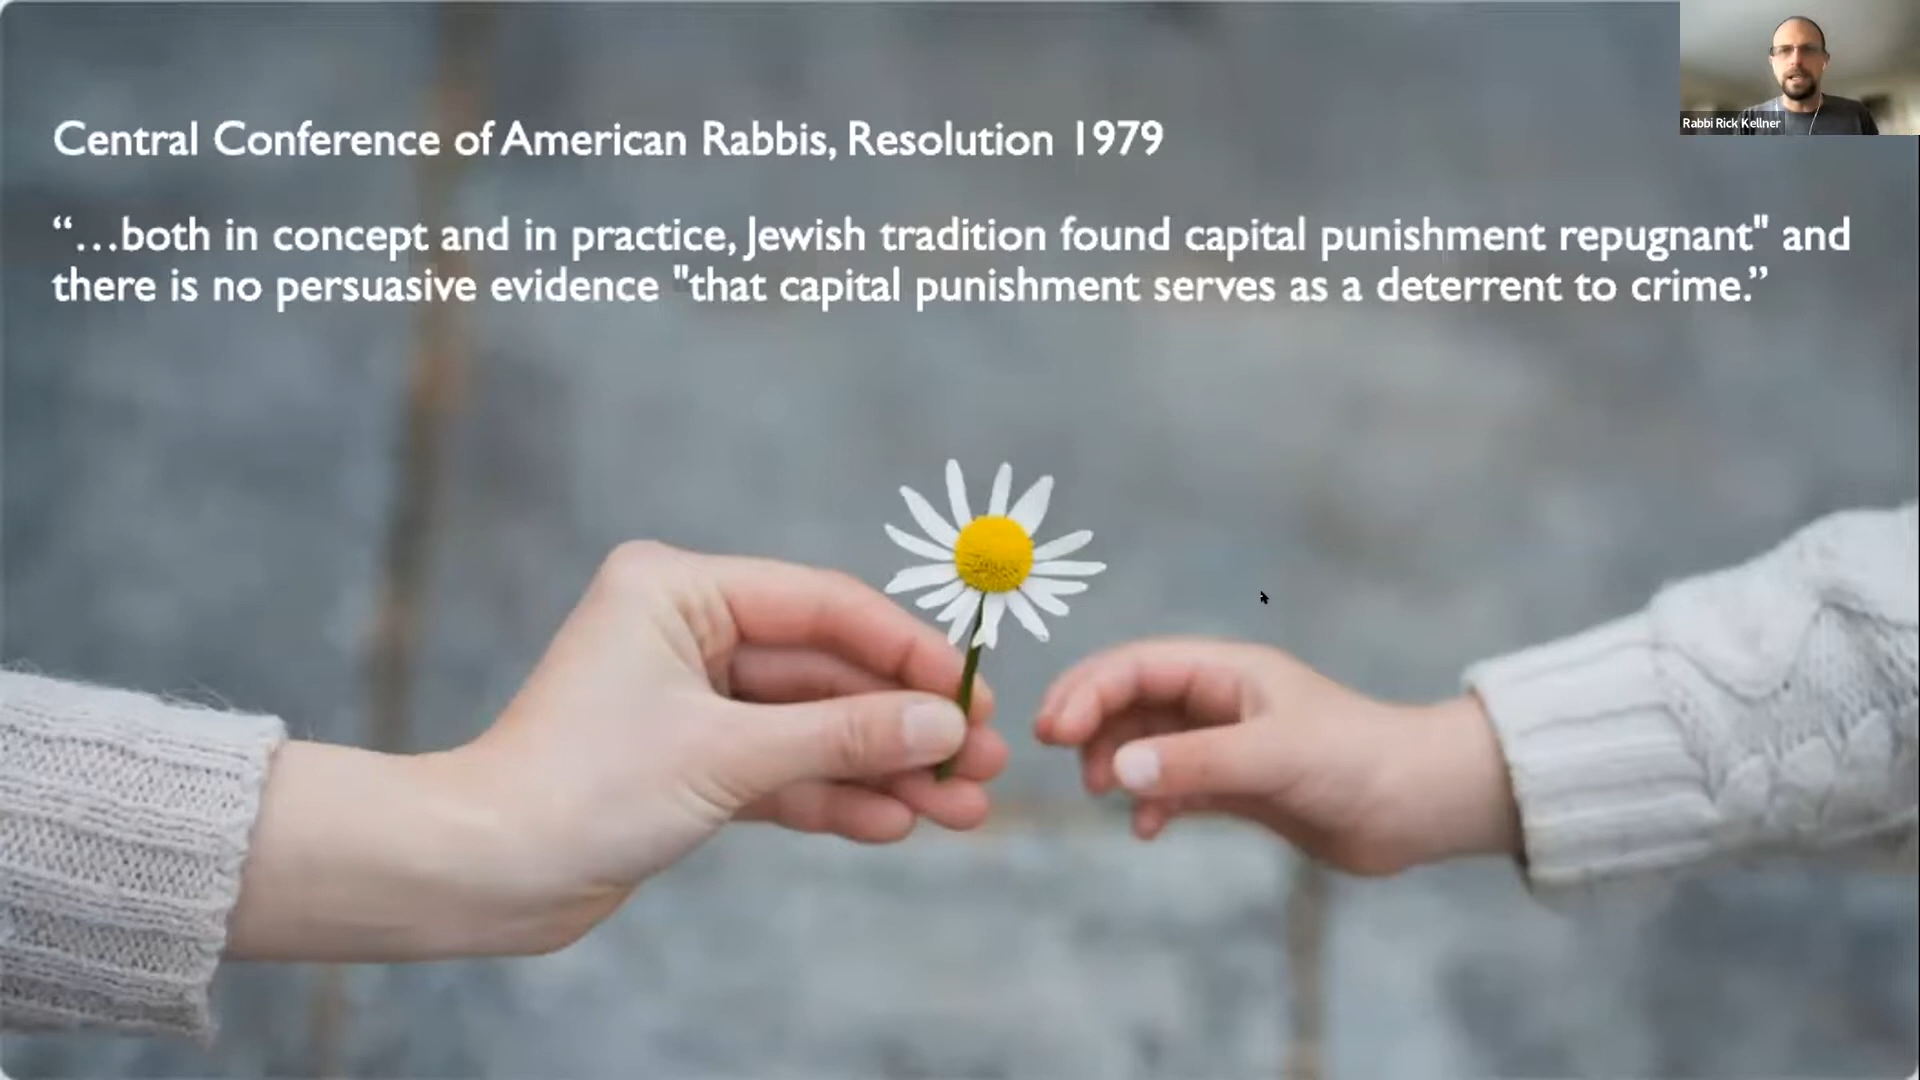 Rabbi Rick Kellner
Central Conference of American Rabbis, Resolution 1979
“…both in concept and in practice, Jewish tradition found capital punishment repugnant" and
there is no persuasive evidence "that capital punishment serves as a deterrent to crime.”